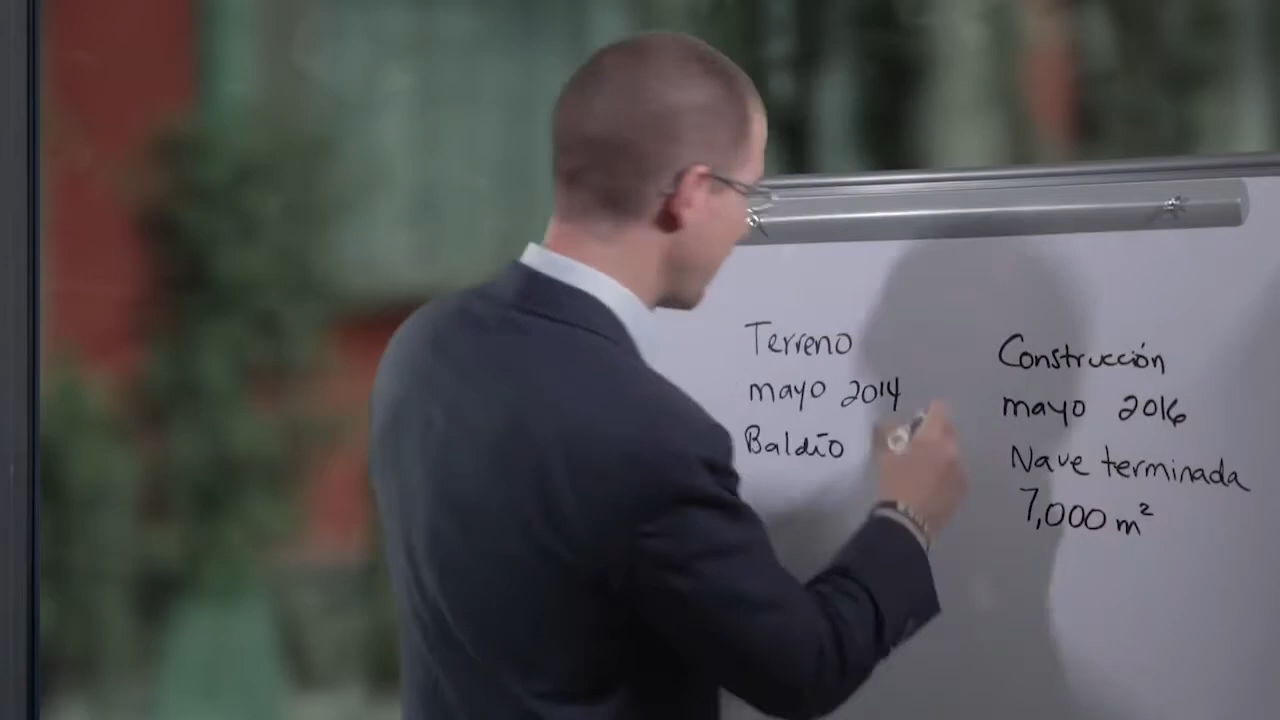 Terreno
mayo 2014
Baldío
Construcción
mayo 2016
Nave terminada
7,000 m²